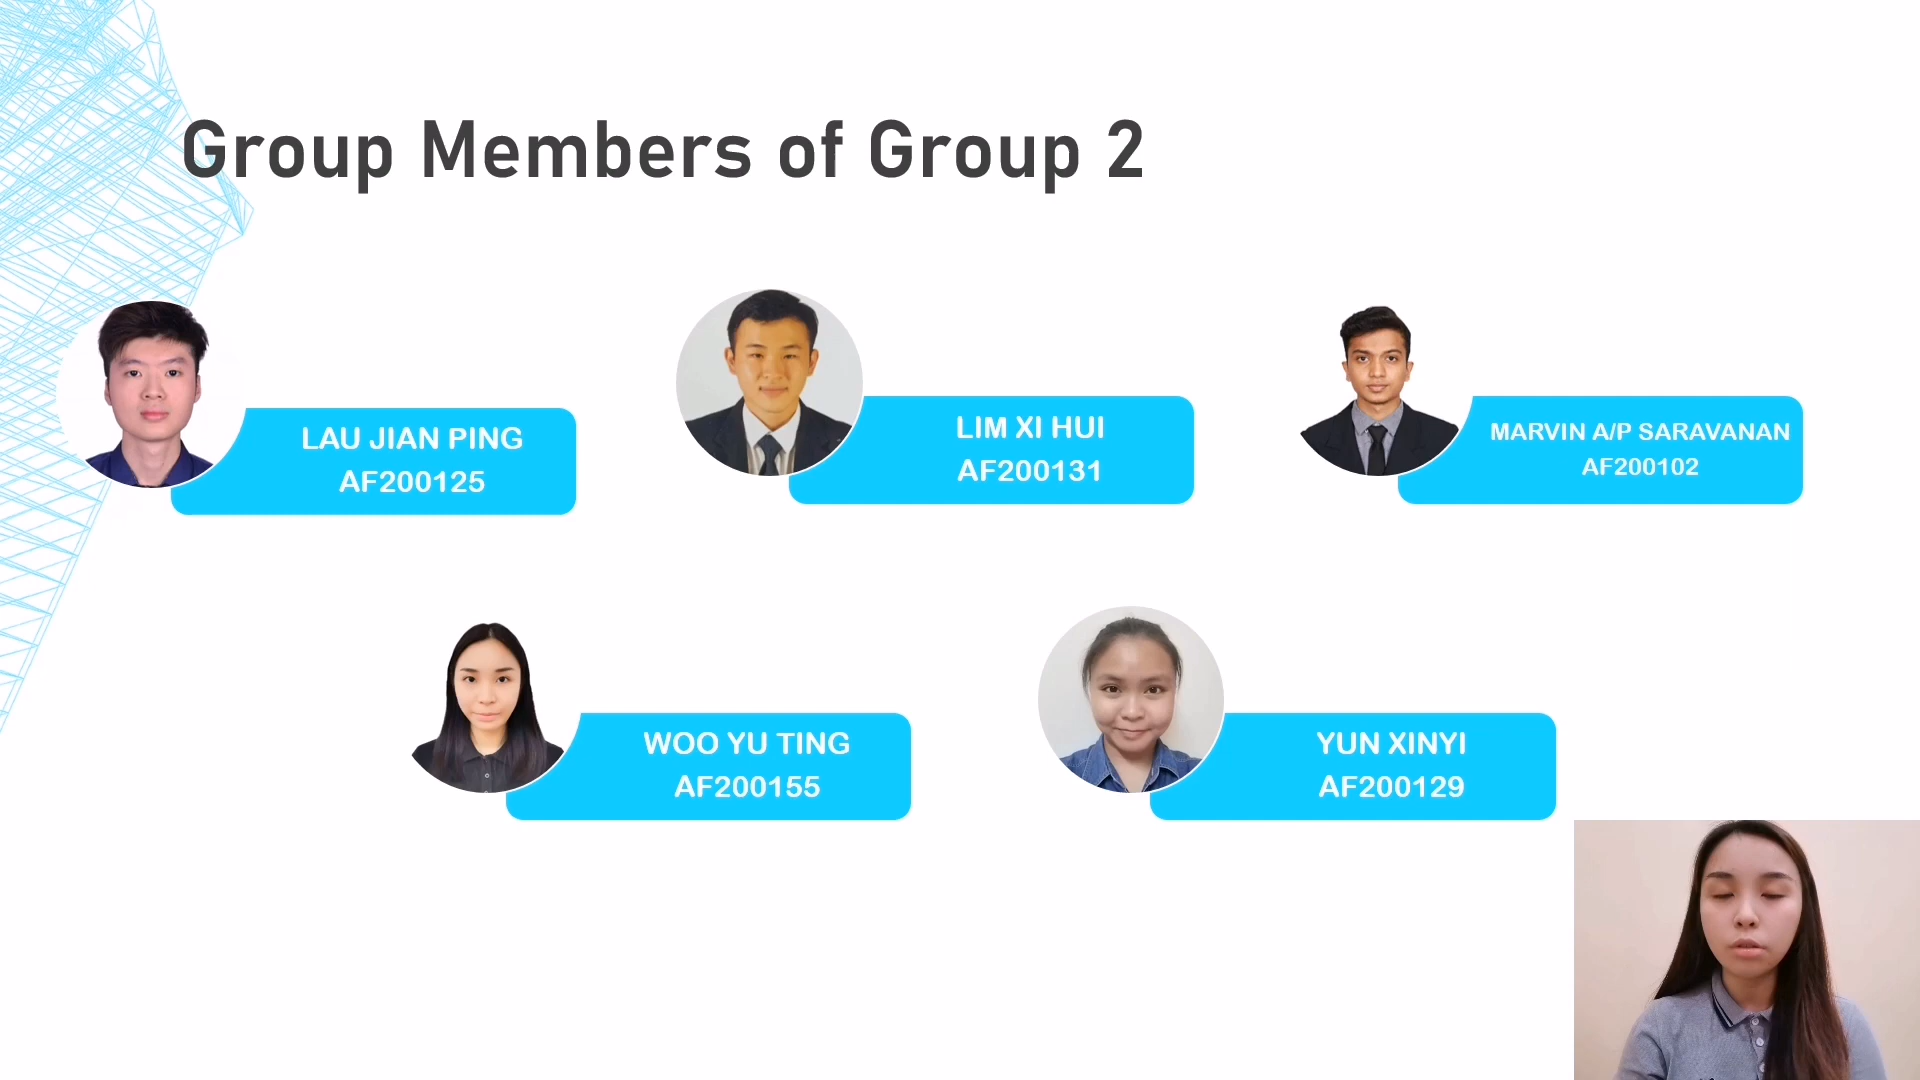 Group Members of Group 2
LAU JIAN PING
AF200125
LIM XI HUI
AF200131
MARVIN A/P SARAVANAN
AF200102
WOO YU TING
AF200155
YUN XINYI
AF200129